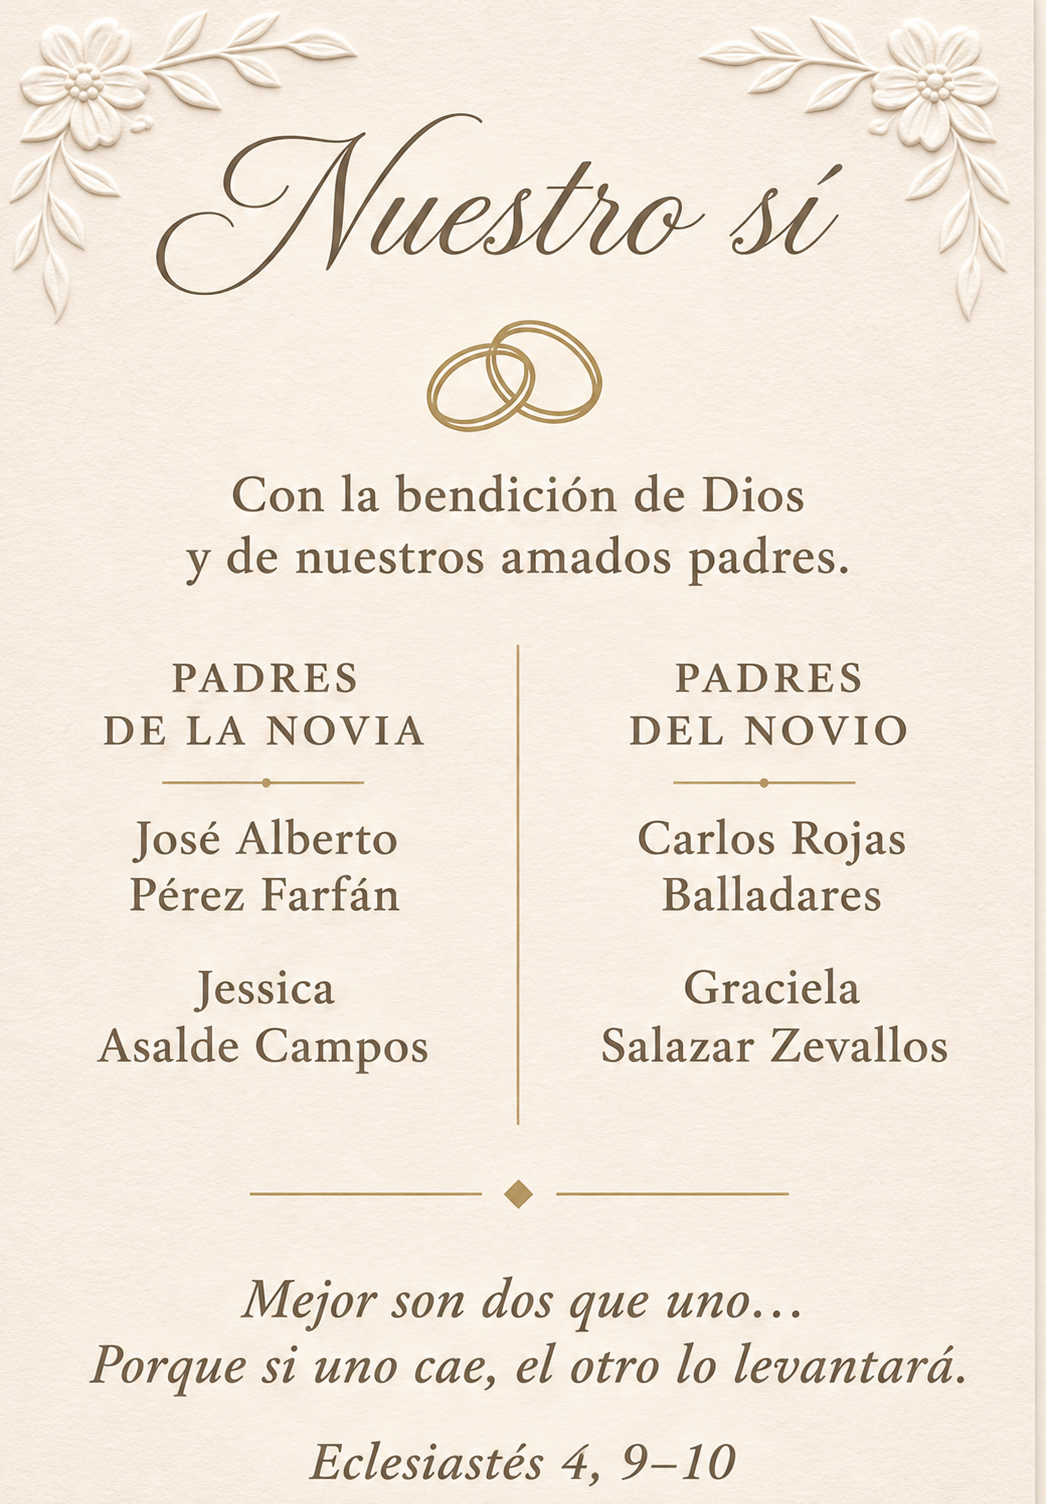 Nuestro sí
Con la bendición de Dios
y de nuestros amados padres.
PADRES
DE LA NOVIA
José Alberto
Pérez Farfán
Jessica
Asalde Campos
PADRES
DEL NOVIO
Carlos Rojas
Balladares
Graciela
Salazar Zevallos
Mejor son dos que uno…
Porque si uno cae, el otro lo levantará.
Eclesiastés 4, 9–10